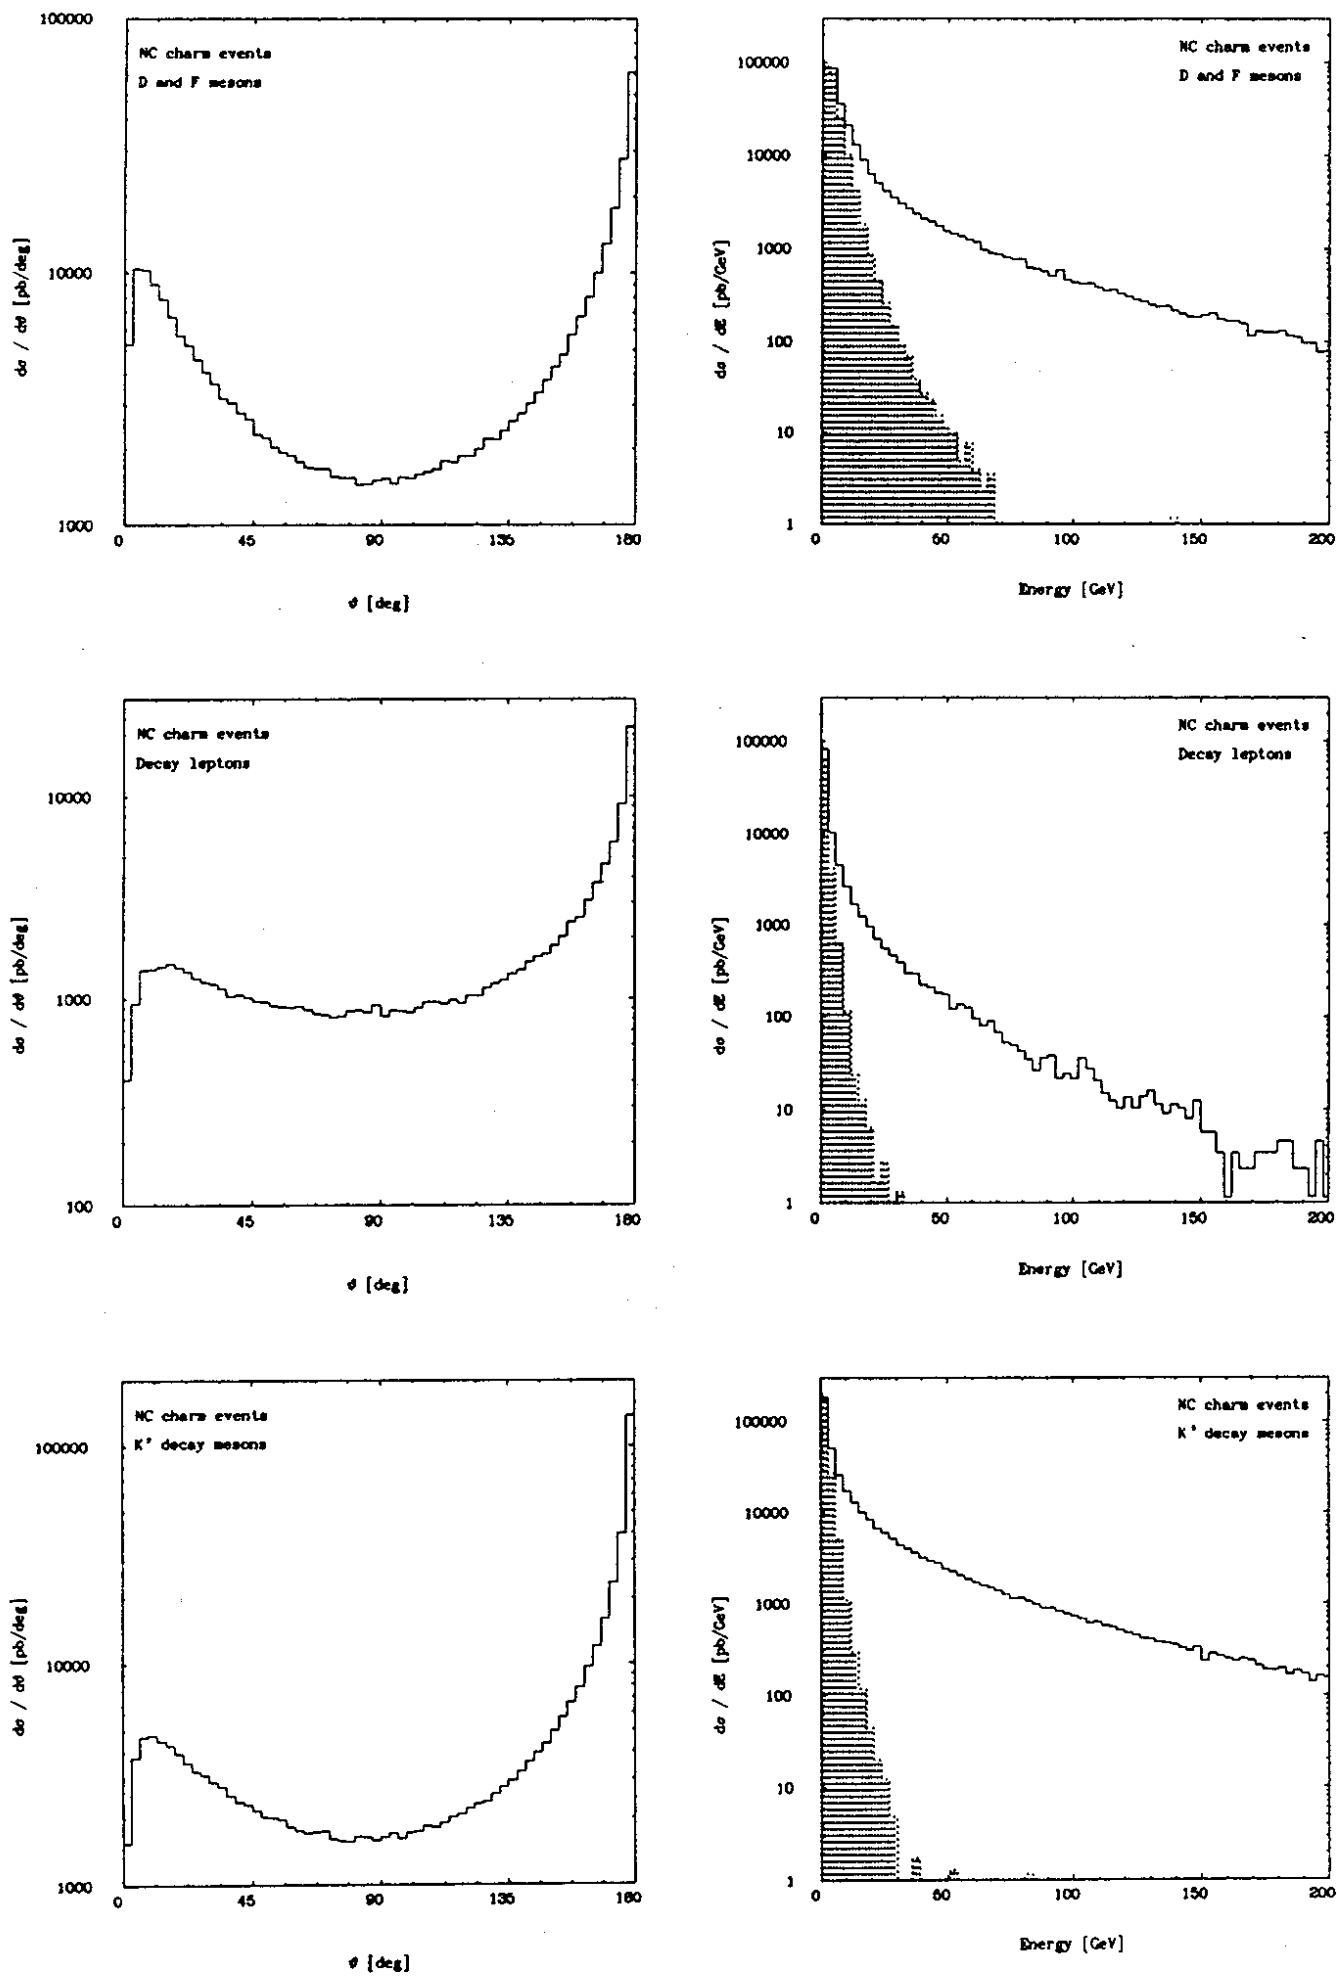 100000
NC charm events
D and F mesons
10000
1000
dσ / dϑ [pb/deg]
0 45 90 135 180
ϑ [deg]
NC charm events
D and F mesons
100000
10000
1000
100
10
1
dσ / dE [pb/GeV]
0 50 100 150 200
Energy [GeV]
NC charm events
Decay leptons
10000
1000
100
dσ / dϑ [pb/deg]
0 45 90 135 180
ϑ [deg]
NC charm events
Decay leptons
100000
10000
1000
100
10
1
dσ / dE [pb/GeV]
0 50 100 150 200
Energy [GeV]
NC charm events
K' decay mesons
100000
10000
1000
dσ / dϑ [pb/deg]
0 45 90 135 180
ϑ [deg]
NC charm events
K' decay mesons
100000
10000
1000
100
10
1
dσ / dE [pb/GeV]
0 50 100 150 200
Energy [GeV]